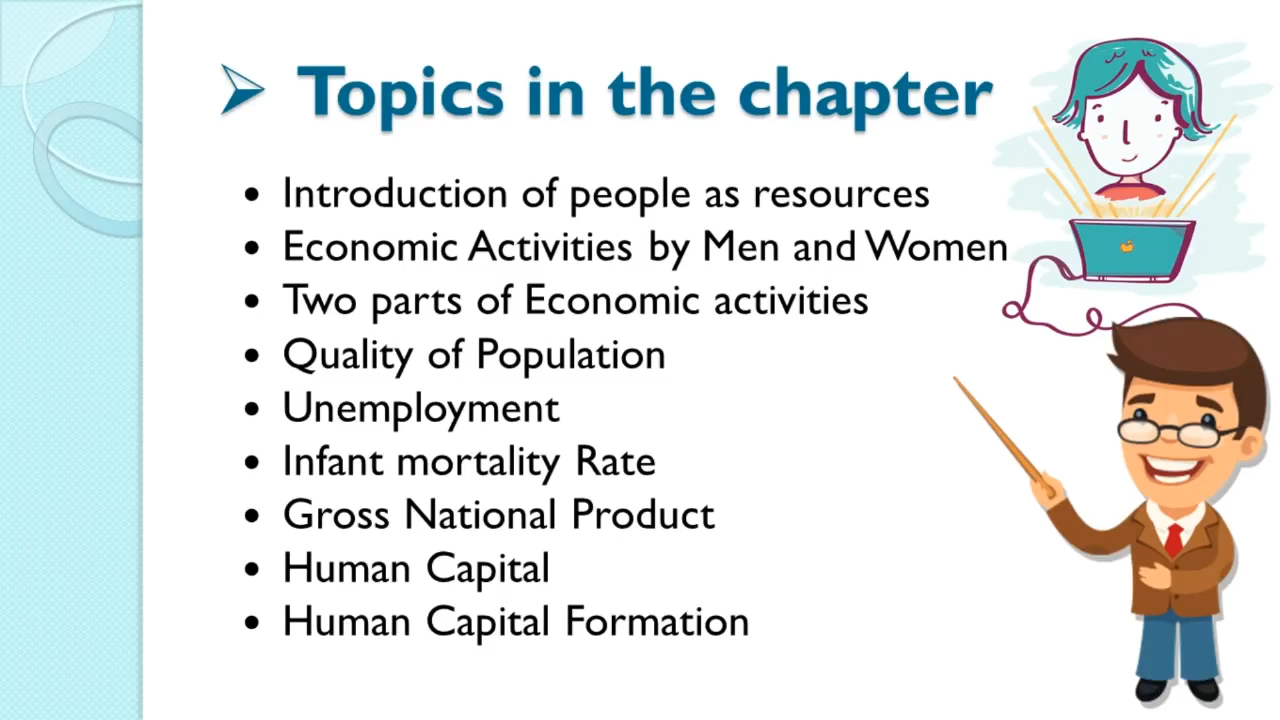 ➢ Topics in the chapter
• Introduction of people as resources
• Economic Activities by Men and Women
• Two parts of Economic activities
• Quality of Population
• Unemployment
• Infant mortality Rate
• Gross National Product
• Human Capital
• Human Capital Formation